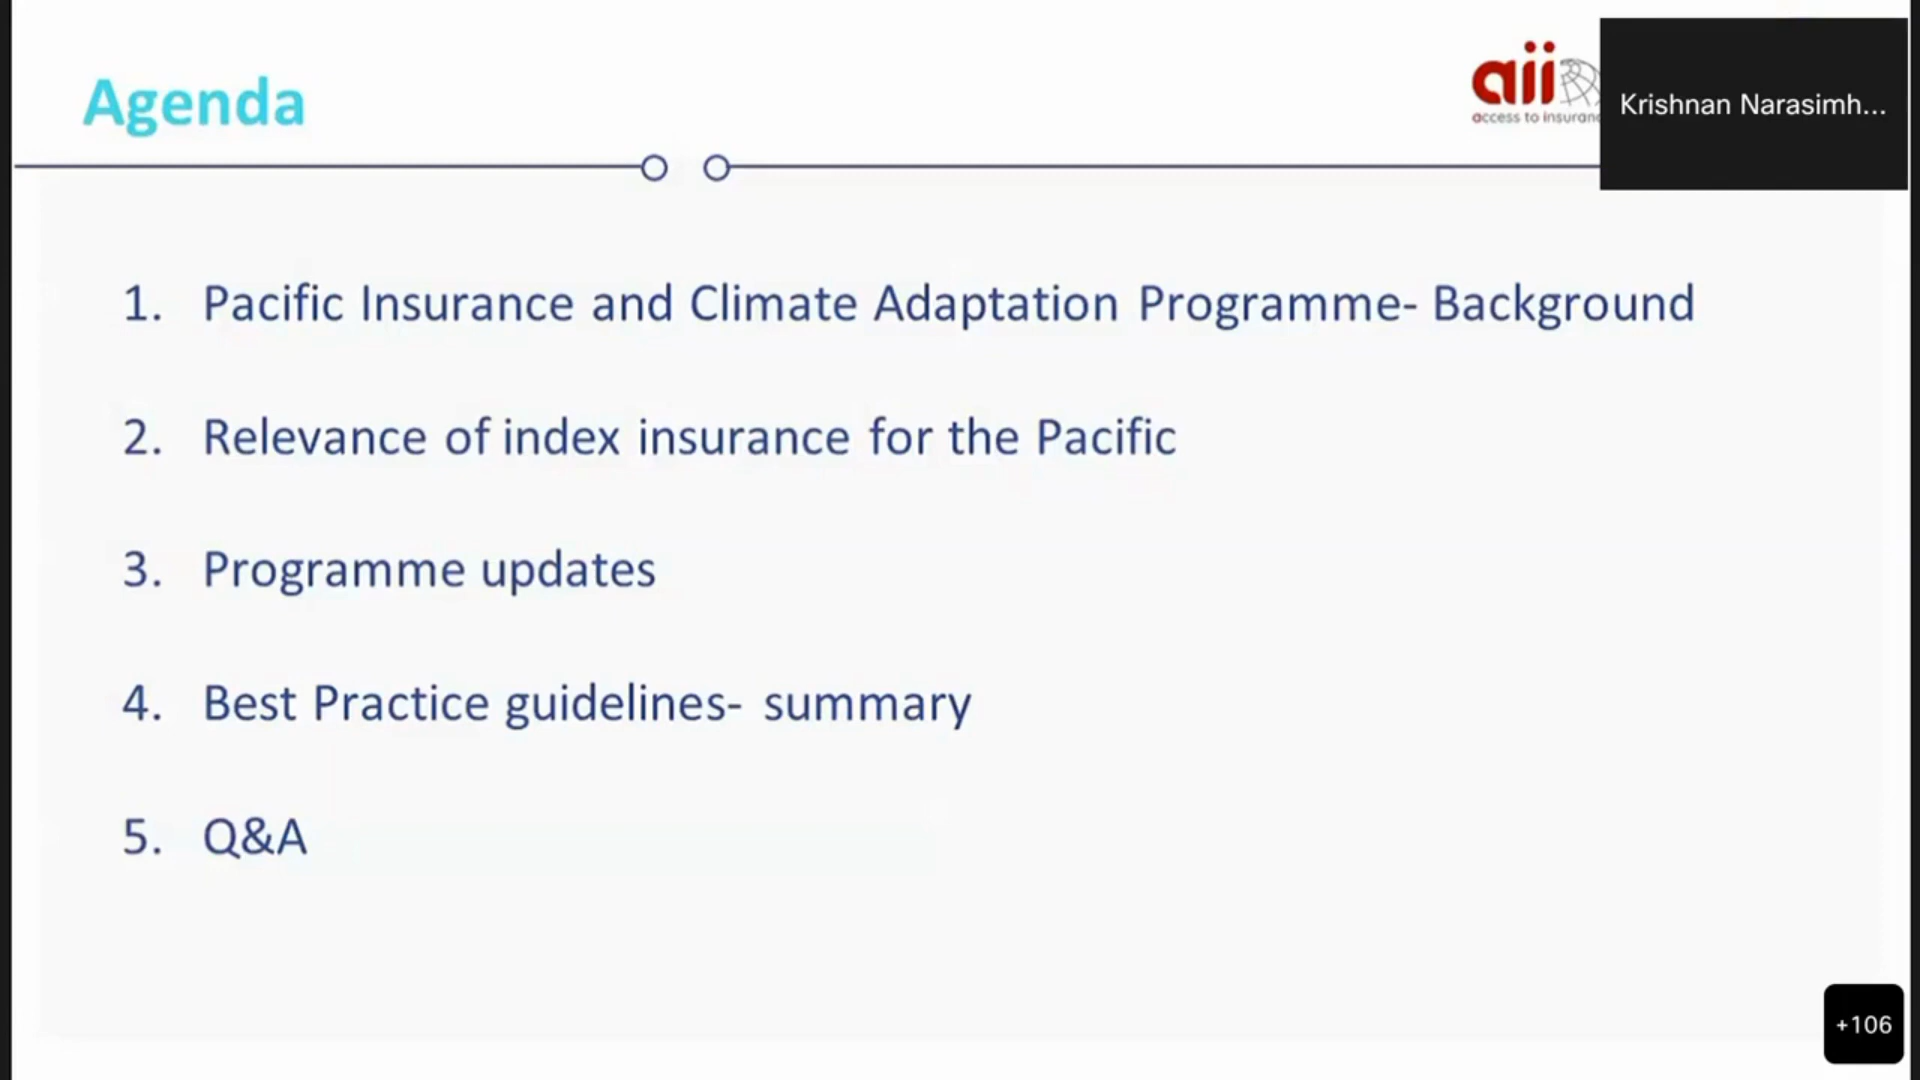 Agenda
aii
access to insuranc
Krishnan Narasimh...
1. Pacific Insurance and Climate Adaptation Programme- Background
2. Relevance of index insurance for the Pacific
3. Programme updates
4. Best Practice guidelines- summary
5. Q&A
+106